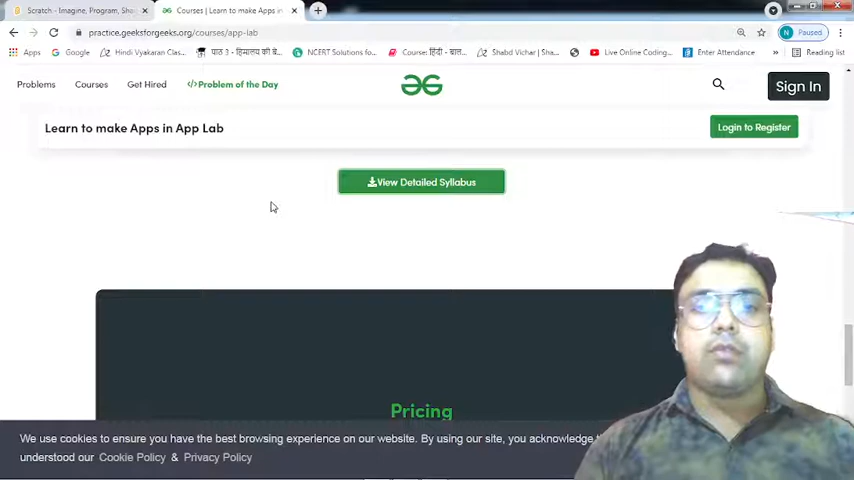 Scratch - Imagine, Program, Sha
Courses | Learn to make Apps in
practice.geeksforgeeks.org/courses/app-lab
Paused
Apps
Google
Hindi Vyakaran Clas...
पाठ 3 - हिमालय की बे...
NCERT Solutions fo...
Course: हिंदी - बाल...
Shabd Vichar | Sha...
Live Online Coding...
Enter Attendance
Reading list
Problems
Courses
Get Hired
</>Problem of the Day
Sign In
Learn to make Apps in App Lab
Login to Register
View Detailed Syllabus
Pricing
We use cookies to ensure you have the best browsing experience on our website. By using our site, you acknowledge
understood our Cookie Policy & Privacy Policy